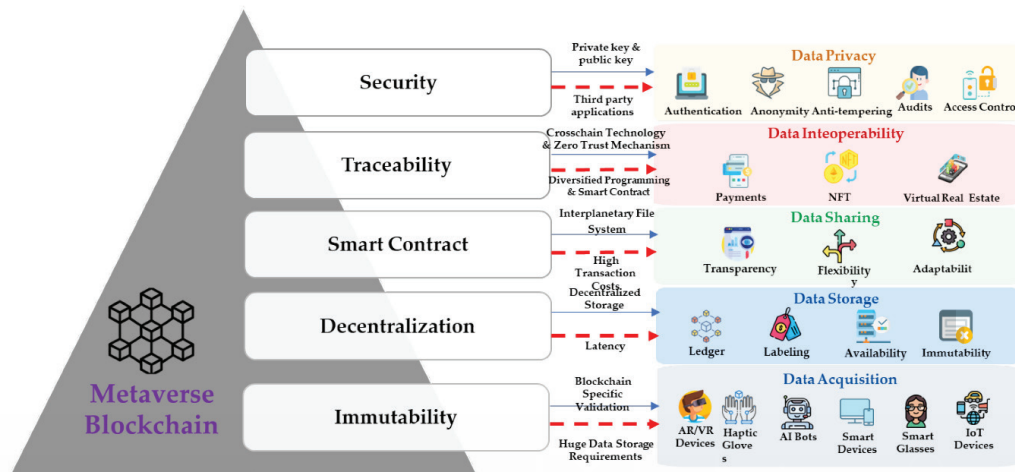 Metaverse
Blockchain
Security
Private key &
public key
Third party
applications
Data Privacy
Authentication
Anonymity
Anti-tempering
Audits
Access Contro
Traceability
Crosschain Technology
& Zero Trust Mechanism
Diversified Programming
& Smart Contract
Data Inteoperability
Payments
NFT
NFT
Virtual Real Estate
Smart Contract
Interplanetary File
System
High
Transaction
Costs
Data Sharing
Transparency
Flexibility
y
Adaptabilit
Decentralization
Decentralized
Storage
Latency
Data Storage
Ledger
Labeling
Availability
Immutability
Immutability
Blockchain
Specific
Validation
Huge Data Storage
Requirements
Data Acquisition
AR/VR
Devices
Haptic
Glove
s
AI Bots
Smart
Devices
Smart
Glasses
IoT
Devices